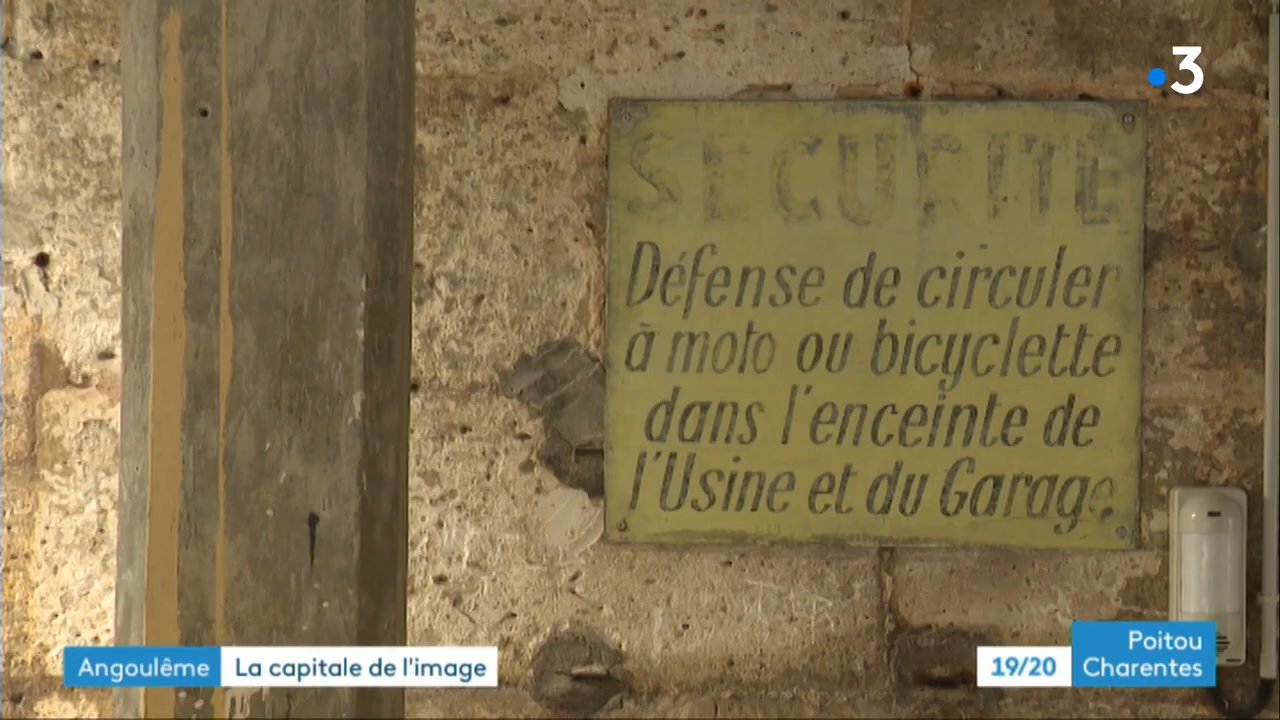 3
SÉCURITÉ
Défense de circuler
à moto ou bicyclette
dans l'enceinte de
l'Usine et du Garage
Angoulême La capitale de l'image
19/20
Poitou
Charentes